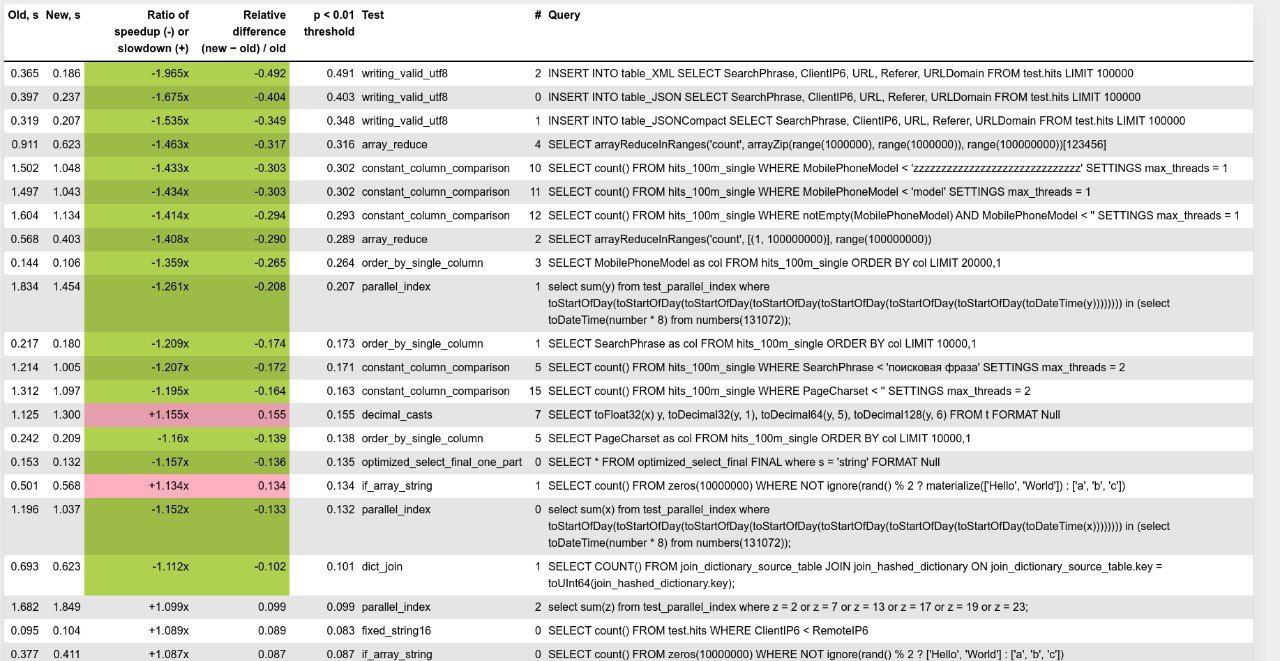 Old, s New, s Ratio of speedup (-) or slowdown (+) Relative difference (new − old) / old p < 0.01 threshold Test # Query
0.365 0.186 -1.965x -0.492 0.491 writing_valid_utf8 2 INSERT INTO table_XML SELECT SearchPhrase, ClientIP6, URL, Referer, URLDomain FROM test.hits LIMIT 100000
0.397 0.237 -1.675x -0.404 0.403 writing_valid_utf8 0 INSERT INTO table_JSON SELECT SearchPhrase, ClientIP6, URL, Referer, URLDomain FROM test.hits LIMIT 100000
0.319 0.207 -1.535x -0.349 0.348 writing_valid_utf8 1 INSERT INTO table_JSONCompact SELECT SearchPhrase, ClientIP6, URL, Referer, URLDomain FROM test.hits LIMIT 100000
0.911 0.623 -1.463x -0.317 0.316 array_reduce 4 SELECT arrayReduceInRanges('count', arrayZip(range(1000000), range(1000000)), range(100000000))[123456]
1.502 1.048 -1.433x -0.303 0.302 constant_column_comparison 10 SELECT count() FROM hits_100m_single WHERE MobilePhoneModel < 'zzzzzzzzzzzzzzzzzzzzzzzzzzzzzz' SETTINGS max_threads = 1
1.497 1.043 -1.434x -0.303 0.302 constant_column_comparison 11 SELECT count() FROM hits_100m_single WHERE MobilePhoneModel < 'model' SETTINGS max_threads = 1
1.604 1.134 -1.414x -0.294 0.293 constant_column_comparison 12 SELECT count() FROM hits_100m_single WHERE notEmpty(MobilePhoneModel) AND MobilePhoneModel < '' SETTINGS max_threads = 1
0.568 0.403 -1.408x -0.290 0.289 array_reduce 2 SELECT arrayReduceInRanges('count', [(1, 100000000)], range(100000000))
0.144 0.106 -1.359x -0.265 0.264 order_by_single_column 3 SELECT MobilePhoneModel as col FROM hits_100m_single ORDER BY col LIMIT 20000,1
1.834 1.454 -1.261x -0.208 0.207 parallel_index 1 select sum(y) from test_parallel_index where
toStartOfDay(toStartOfDay(toStartOfDay(toStartOfDay(toStartOfDay(toStartOfDay(toStartOfDay(toDateTime(y)))))))) in (select
toDateTime(number * 8) from numbers(131072));
0.217 0.180 -1.209x -0.174 0.173 order_by_single_column 1 SELECT SearchPhrase as col FROM hits_100m_single ORDER BY col LIMIT 10000,1
1.214 1.005 -1.207x -0.172 0.171 constant_column_comparison 5 SELECT count() FROM hits_100m_single WHERE SearchPhrase < 'поисковая фраза' SETTINGS max_threads = 2
1.312 1.097 -1.195x -0.164 0.163 constant_column_comparison 15 SELECT count() FROM hits_100m_single WHERE PageCharset < '' SETTINGS max_threads = 2
1.125 1.300 +1.155x 0.155 0.155 decimal_casts 7 SELECT toFloat32(x) y, toDecimal32(y, 1), toDecimal64(y, 5), toDecimal128(y, 6) FROM t FORMAT Null
0.242 0.209 -1.16x -0.139 0.138 order_by_single_column 5 SELECT PageCharset as col FROM hits_100m_single ORDER BY col LIMIT 10000,1
0.153 0.132 -1.157x -0.136 0.135 optimized_select_final_one_part 0 SELECT * FROM optimized_select_final FINAL where s = 'string' FORMAT Null
0.501 0.568 +1.134x 0.134 0.134 if_array_string 1 SELECT count() FROM zeros(10000000) WHERE NOT ignore(rand() % 2 ? materialize(['Hello', 'World']) : ['a', 'b', 'c'])
1.196 1.037 -1.152x -0.133 0.132 parallel_index 0 select sum(x) from test_parallel_index where
toStartOfDay(toStartOfDay(toStartOfDay(toStartOfDay(toStartOfDay(toStartOfDay(toStartOfDay(toDateTime(x)))))))) in (select
toDateTime(number * 8) from numbers(131072));
0.693 0.623 -1.112x -0.102 0.101 dict_join 1 SELECT COUNT() FROM join_dictionary_source_table JOIN join_hashed_dictionary ON join_dictionary_source_table.key =
toUInt64(join_hashed_dictionary.key);
1.682 1.849 +1.099x 0.099 0.099 parallel_index 2 select sum(z) from test_parallel_index where z = 2 or z = 7 or z = 13 or z = 17 or z = 19 or z = 23;
0.095 0.104 +1.089x 0.089 0.083 fixed_string16 0 SELECT count() FROM test.hits WHERE ClientIP6 < RemoteIP6
0.377 0.411 +1.087x 0.087 0.087 if_array_string 0 SELECT count() FROM zeros(10000000) WHERE NOT ignore(rand() % 2 ? ['Hello', 'World'] : ['a', 'b', 'c'])